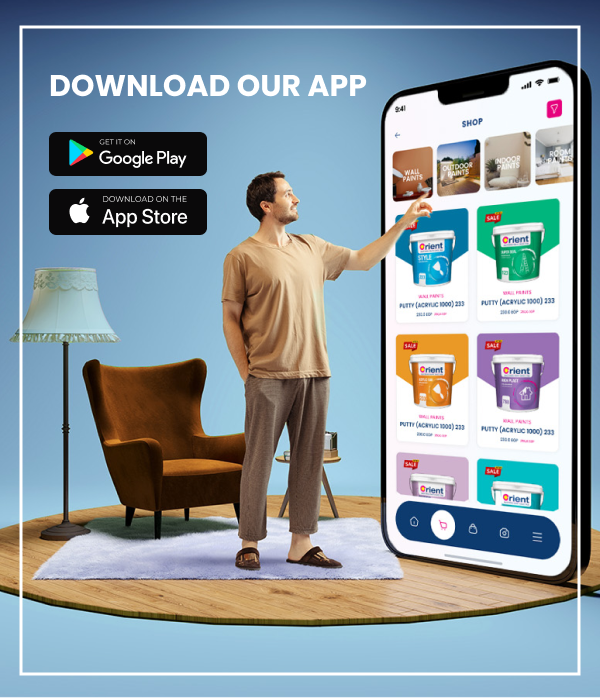 DOWNLOAD OUR APP
GET IT ON
Google Play
DOWNLOAD ON THE
App Store
9:41
SHOP
WALL
PAINTS
OUTDOOR
PAINTS
INDOOR
PAINTS
ROOM
SALE
Orient
STYLE
WALL PAINTS
PUTTY (ACRYLIC 1000) 233
SALE
Orient
WALL PAINTS
PUTTY (ACRYLIC 1000) 233
SALE
Orient
WALL PAINTS
PUTTY (ACRYLIC 1000) 233
SALE
Orient
WALL PAINTS
PUTTY (ACRYLIC 1000) 233
SALE
Orient
SALE
Orient